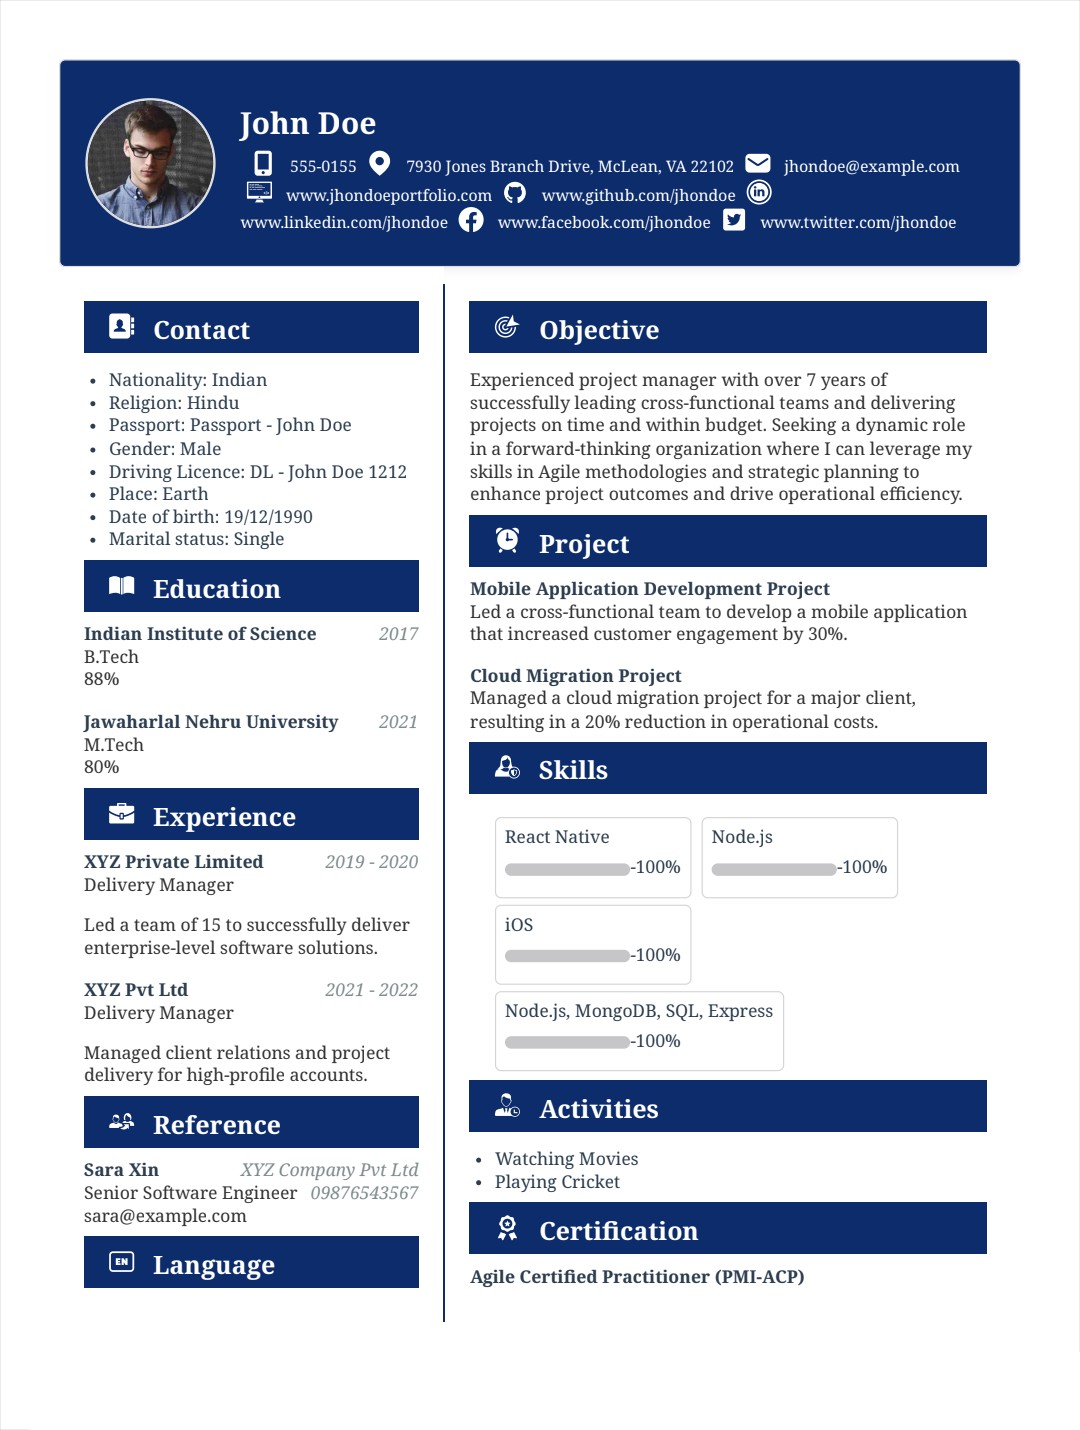 John Doe
555-0155 7930 Jones Branch Drive, McLean, VA 22102 jhondoe@example.com
www.jhondoeportfolio.com www.github.com/jhondoe
www.linkedin.com/jhondoe www.facebook.com/jhondoe www.twitter.com/jhondoe
Contact
• Nationality: Indian
• Religion: Hindu
• Passport: Passport - John Doe
• Gender: Male
• Driving Licence: DL - John Doe 1212
• Place: Earth
• Date of birth: 19/12/1990
• Marital status: Single
Education
Indian Institute of Science 2017
B.Tech
88%
Jawaharlal Nehru University 2021
M.Tech
80%
Experience
XYZ Private Limited 2019 - 2020
Delivery Manager
Led a team of 15 to successfully deliver
enterprise-level software solutions.
XYZ Pvt Ltd 2021 - 2022
Delivery Manager
Managed client relations and project
delivery for high-profile accounts.
Reference
Sara Xin XYZ Company Pvt Ltd
Senior Software Engineer 09876543567
sara@example.com
EN Language
Objective
Experienced project manager with over 7 years of
successfully leading cross-functional teams and delivering
projects on time and within budget. Seeking a dynamic role
in a forward-thinking organization where I can leverage my
skills in Agile methodologies and strategic planning to
enhance project outcomes and drive operational efficiency.
Project
Mobile Application Development Project
Led a cross-functional team to develop a mobile application
that increased customer engagement by 30%.
Cloud Migration Project
Managed a cloud migration project for a major client,
resulting in a 20% reduction in operational costs.
Skills
React Native
-100%
Node.js
-100%
iOS
-100%
Node.js, MongoDB, SQL, Express
-100%
Activities
• Watching Movies
• Playing Cricket
Certification
Agile Certified Practitioner (PMI-ACP)